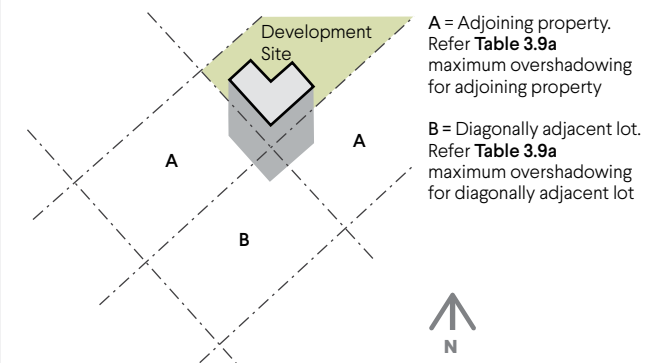 Development
Site
A = Adjoining property.
Refer Table 3.9a
maximum overshadowing
for adjoining property
A
A
B = Diagonally adjacent lot.
Refer Table 3.9a
maximum overshadowing
for diagonally adjacent lot
B
N